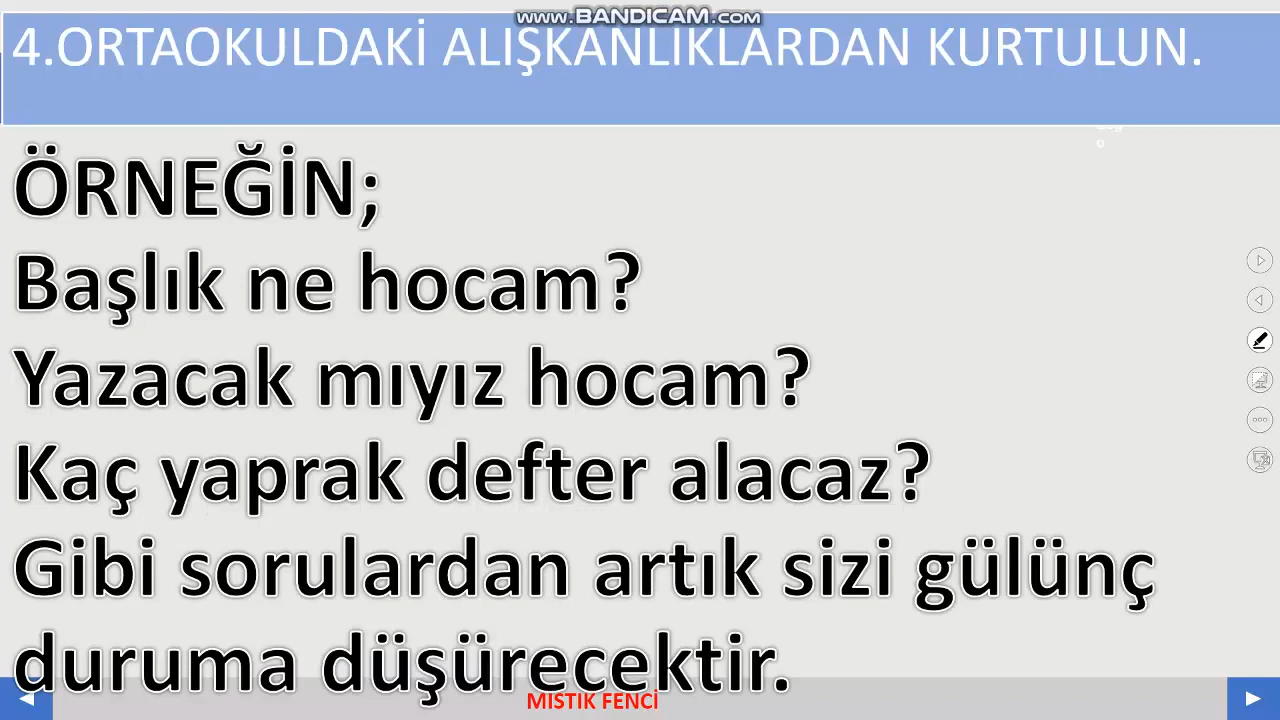 www.BANDICAM.com
4.ORTAOKULDAKİ ALIŞKANLIKLARDAN KURTULUN.
ÖRNEĞİN;
Başlık ne hocam?
Yazacak mıyız hocam?
Kaç yaprak defter alacaz?
Gibi sorulardan artık sizi gülünç
duruma düşürecektir.
MISTIK FENCİ